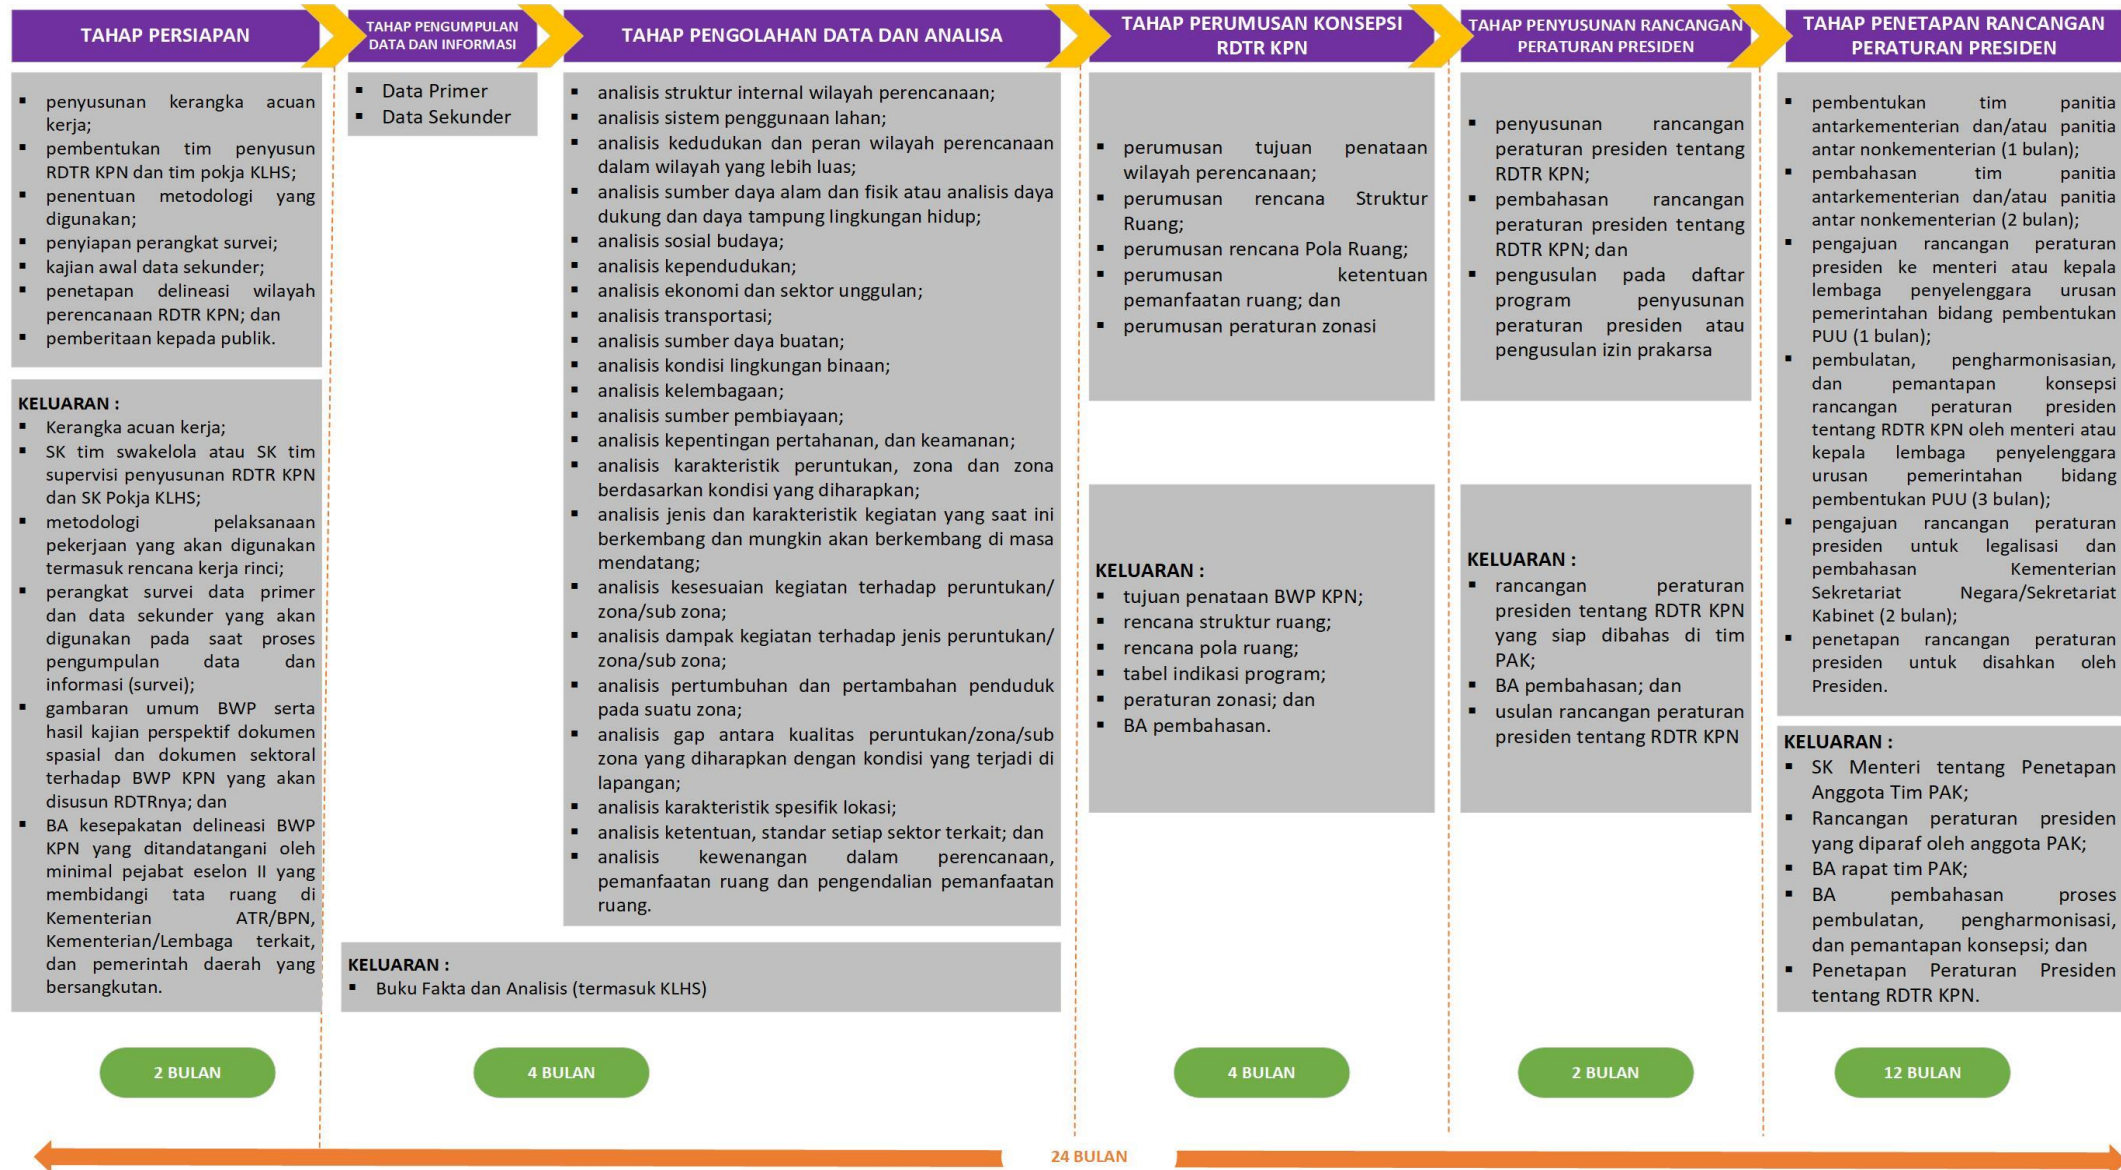 TAHAP PERSIAPAN
penyusunan kerangka acuan
kerja;
pembentukan tim penyusun
RDTR KPN dan tim pokja KLHS;
penentuan metodologi yang
digunakan;
penyiapan perangkat survei;
kajian awal data sekunder;
penetapan delineasi wilayah
perencanaan RDTR KPN; dan
pemberitaan kepada publik.
KELUARAN :
Kerangka acuan kerja;
SK tim swakelola atau SK tim
supervisi penyusunan RDTR KPN
dan SK Pokja KLHS;
metodologi pelaksanaan
pekerjaan yang akan digunakan
termasuk rencana kerja rinci;
perangkat survei data primer
dan data sekunder yang akan
digunakan pada saat proses
pengumpulan data dan
informasi (survei);
gambaran umum BWP serta
hasil kajian perspektif dokumen
spasial dan dokumen sektoral
terhadap BWP KPN yang akan
disusun RDTRnya; dan
BA kesepakatan delineasi BWP
KPN yang ditandatangani oleh
minimal pejabat eselon II yang
membidangi tata ruang di
Kementerian ATR/BPN,
Kementerian/Lembaga terkait,
dan pemerintah daerah yang
bersangkutan.
2 BULAN
TAHAP PENGUMPULAN
DATA DAN INFORMASI
Data Primer
Data Sekunder
TAHAP PENGOLAHAN DATA DAN ANALISA
analisis struktur internal wilayah perencanaan;
analisis sistem penggunaan lahan;
analisis kedudukan dan peran wilayah perencanaan
dalam wilayah yang lebih luas;
analisis sumber daya alam dan fisik atau analisis daya
dukung dan daya tampung lingkungan hidup;
analisis sosial budaya;
analisis kependudukan;
analisis ekonomi dan sektor unggulan;
analisis transportasi;
analisis sumber daya buatan;
analisis kondisi lingkungan binaan;
analisis kelembagaan;
analisis sumber pembiayaan;
analisis kepentingan pertahanan, dan keamanan;
analisis karakteristik peruntukan, zona dan zona
berdasarkan kondisi yang diharapkan;
analisis jenis dan karakteristik kegiatan yang saat ini
berkembang dan mungkin akan berkembang di masa
mendatang;
analisis kesesuaian kegiatan terhadap peruntukan/
zona/sub zona;
analisis dampak kegiatan terhadap jenis peruntukan/
zona/sub zona;
analisis pertumbuhan dan pertambahan penduduk
pada suatu zona;
analisis gap antara kualitas peruntukan/zona/sub
zona yang diharapkan dengan kondisi yang terjadi di
lapangan;
analisis karakteristik spesifik lokasi;
analisis ketentuan, standar setiap sektor terkait; dan
analisis kewenangan dalam perencanaan,
pemanfaatan ruang dan pengendalian pemanfaatan
ruang.
KELUARAN :
Buku Fakta dan Analisis (termasuk KLHS)
4 BULAN
TAHAP PERUMUSAN KONSEPSI
RDTR KPN
perumusan tujuan penataan
wilayah perencanaan;
perumusan rencana Struktur
Ruang;
perumusan rencana Pola Ruang;
perumusan ketentuan
pemanfaatan ruang; dan
perumusan peraturan zonasi
KELUARAN :
tujuan penataan BWP KPN;
rencana struktur ruang;
rencana pola ruang;
tabel indikasi program;
peraturan zonasi; dan
BA pembahasan.
4 BULAN
TAHAP PENYUSUNAN RANCANGAN
PERATURAN PRESIDEN
penyusunan rancangan
peraturan presiden tentang
RDTR KPN;
pembahasan rancangan
peraturan presiden tentang
RDTR KPN; dan
pengusulan pada daftar
program penyusunan
peraturan presiden atau
pengusulan izin prakarsa
KELUARAN :
rancangan peraturan
presiden tentang RDTR KPN
yang siap dibahas di tim
PAK;
BA pembahasan; dan
usulan rancangan peraturan
presiden tentang RDTR KPN
2 BULAN
TAHAP PENETAPAN RANCANGAN
PERATURAN PRESIDEN
pembentukan tim panitia
antarkementerian dan/atau panitia
antar nonkementerian (1 bulan);
pembahasan tim panitia
antarkementerian dan/atau panitia
antar nonkementerian (2 bulan);
pengajuan rancangan peraturan
presiden ke menteri atau kepala
lembaga penyelenggara urusan
pemerintahan bidang pembentukan
PUU (1 bulan);
pembulatan, pengharmonisasian,
dan pemantapan konsepsi
rancangan peraturan presiden
tentang RDTR KPN oleh menteri atau
kepala lembaga penyelenggara
urusan pemerintahan bidang
pembentukan PUU (3 bulan);
pengajuan rancangan peraturan
presiden untuk legalisasi dan
pembahasan Kementerian
Sekretariat Negara/Sekretariat
Kabinet (2 bulan);
penetapan rancangan peraturan
presiden untuk disahkan oleh
Presiden.
KELUARAN :
SK Menteri tentang Penetapan
Anggota Tim PAK;
Rancangan peraturan presiden
yang diparaf oleh anggota PAK;
BA rapat tim PAK;
BA pembahasan proses
pembulatan, pengharmonisasi,
dan pemantapan konsepsi; dan
Penetapan Peraturan Presiden
tentang RDTR KPN.
12 BULAN
24 BULAN